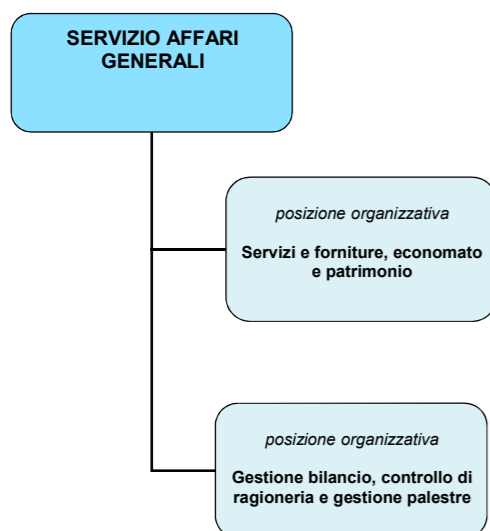 SERVIZIO AFFARI
GENERALI
posizione organizzativa
Servizi e forniture, economato
e patrimonio
posizione organizzativa
Gestione bilancio, controllo di
ragioneria e gestione palestre